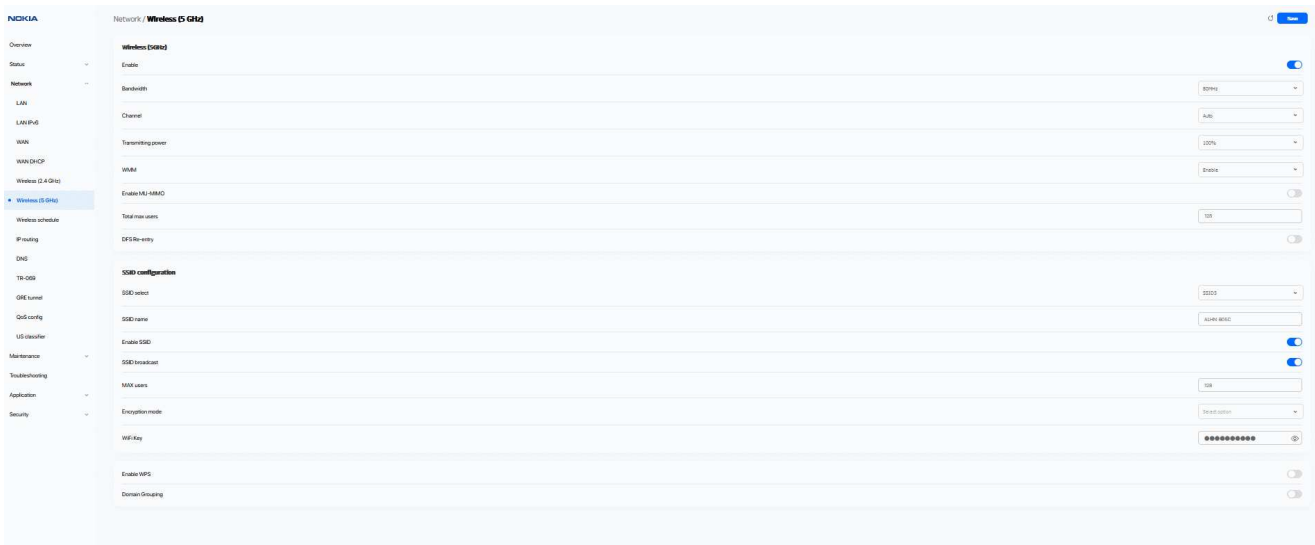 NOKIA
Network / Wireless (5 GHz)
Save
Overview
Status
Network
LAN
LAN IPv6
WAN
WAN DHCP
Wireless (2.4 GHz)
Wireless (5 GHz)
Wireless schedule
IP routing
DNS
TR-069
GRE tunnel
QoS config
US classifier
Maintenance
Troubleshooting
Application
Security
Wireless (5GHz)
Enable
Bandwidth 80MHz
Channel Auto
Transmitting power 100%
WMM Enable
Enable MU-MIMO
Total max users 128
DFS Re-entry
SSID configuration
SSID select SSID5
SSID name
Enable SSID
SSID broadcast
MAX users 128
Encryption mode Select option
WiFi Key
Enable WPS
Domain Grouping